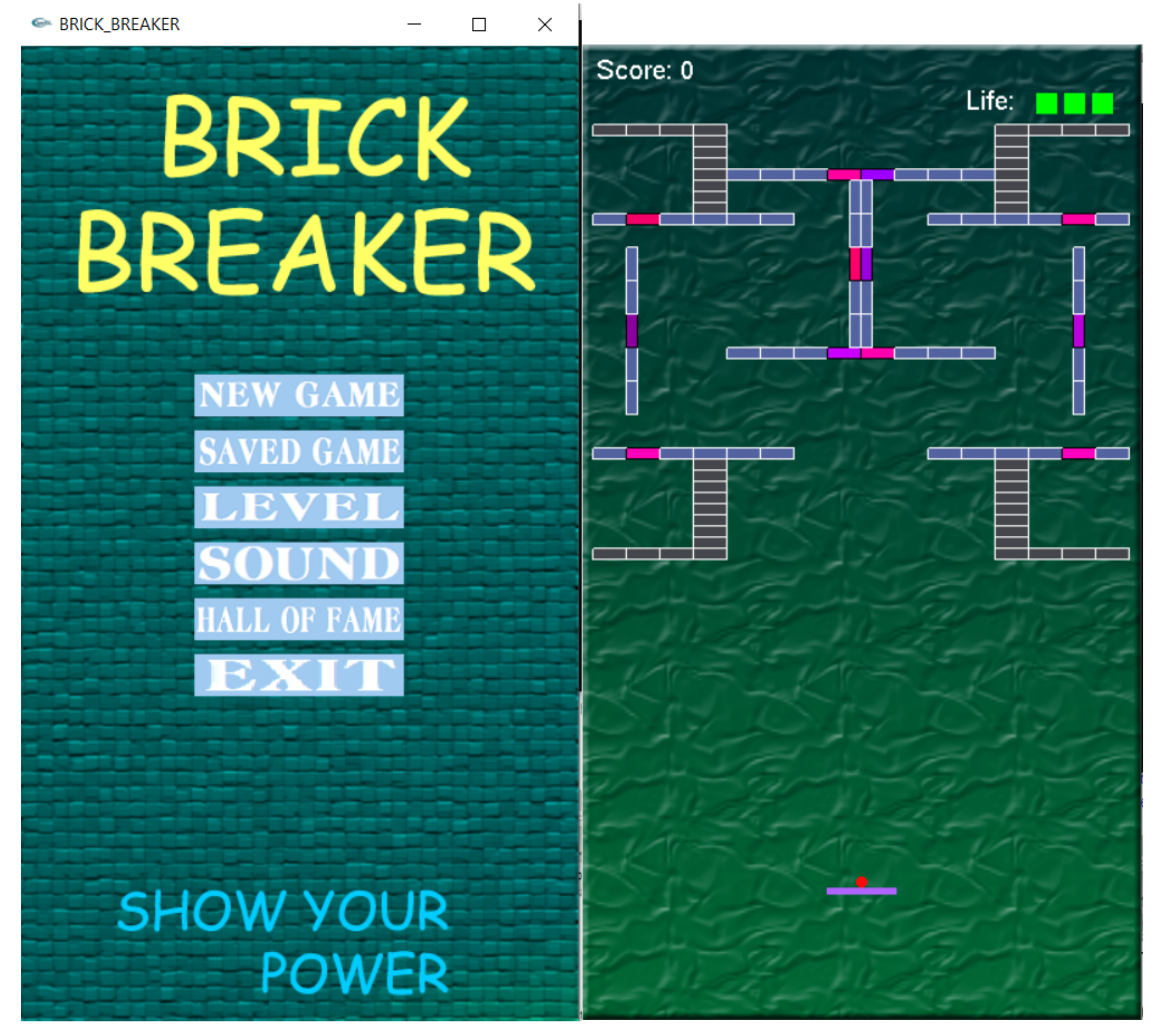 BRICK_BREAKER
BRICK
BREAKER
NEW GAME
SAVED GAME
LEVEL
SOUND
HALL OF FAME
EXIT
SHOW YOUR
POWER
Score: 0
Life: